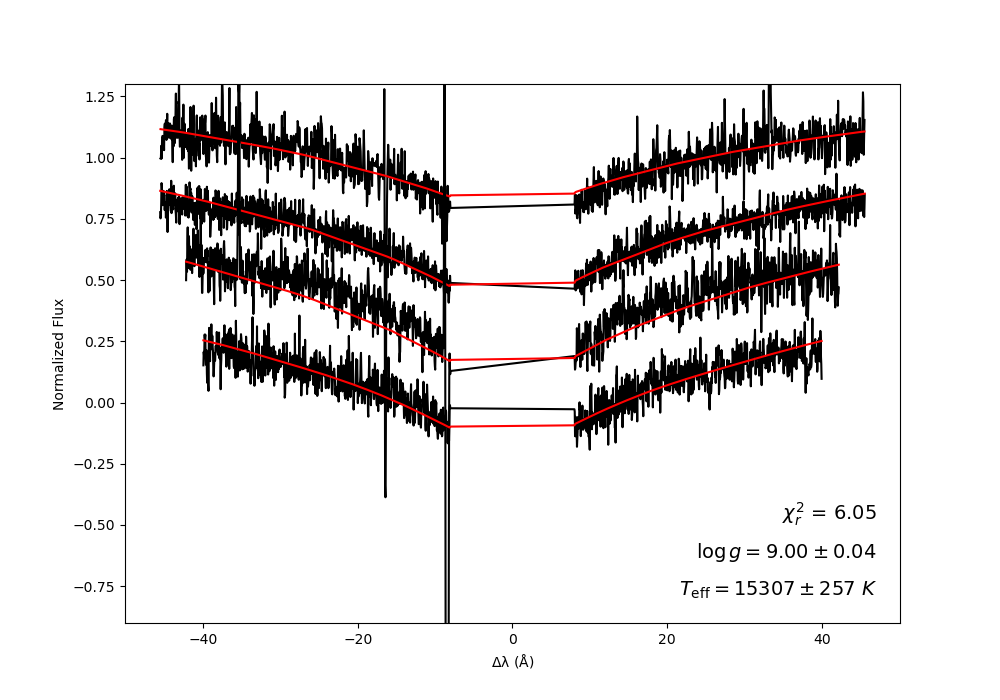 1.25
1.00
0.75
0.50
0.25
0.00
−0.25
−0.50
−0.75
Normalized Flux
χ²ᵣ = 6.05
log g = 9.00 ± 0.04
T_eff = 15307 ± 257 K
−40
−20
0
20
40
Δλ (Å)